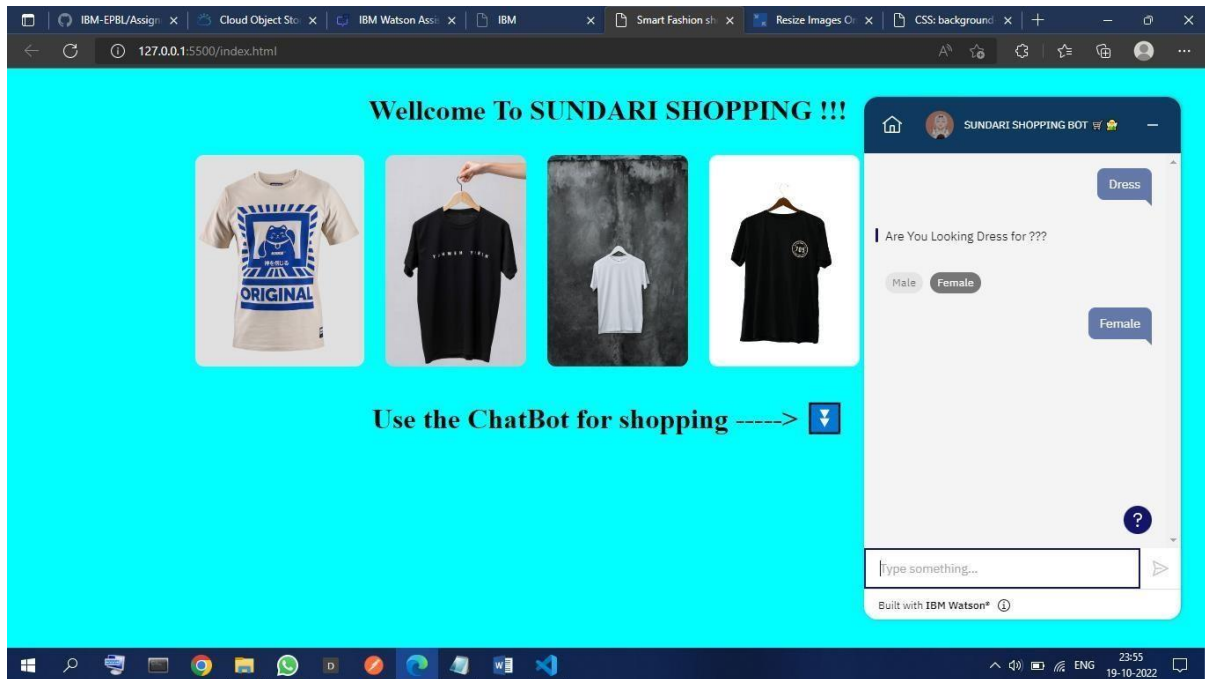 IBM-EPBL/Assign
Cloud Object Sto
IBM Watson Assi
IBM
Smart Fashion sh
Resize Images On
CSS: background
127.0.0.1:5500/index.html
Wellcome To SUNDARI SHOPPING !!!
ORIGINAL
Use the ChatBot for shopping ----->
SUNDARI SHOPPING BOT
Dress
Are You Looking Dress for ???
Male Female
Female
?
Type something...
Built with IBM Watson®
ENG
23:55
19-10-2022